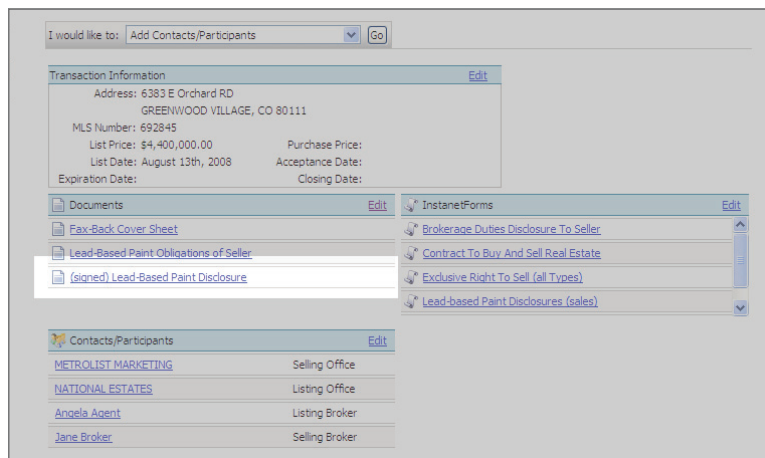 I would like to: Add Contacts/Participants Go
Transaction Information Edit
Address: 6383 E Orchard RD
GREENWOOD VILLAGE, CO 80111
MLS Number: 692845
List Price: $4,400,000.00 Purchase Price:
List Date: August 13th, 2008 Acceptance Date:
Expiration Date: Closing Date:
Documents Edit
Fax-Back Cover Sheet
Lead-Based Paint Obligations of Seller
(signed) Lead-Based Paint Disclosure
InstanetForms Edit
Brokerage Duties Disclosure To Seller
Contract To Buy And Sell Real Estate
Exclusive Right To Sell (all Types)
Lead-based Paint Disclosures (sales)
Contacts/Participants Edit
METROLIST MARKETING Selling Office
NATIONAL ESTATES Listing Office
Angela Agent Listing Broker
Jane Broker Selling Broker